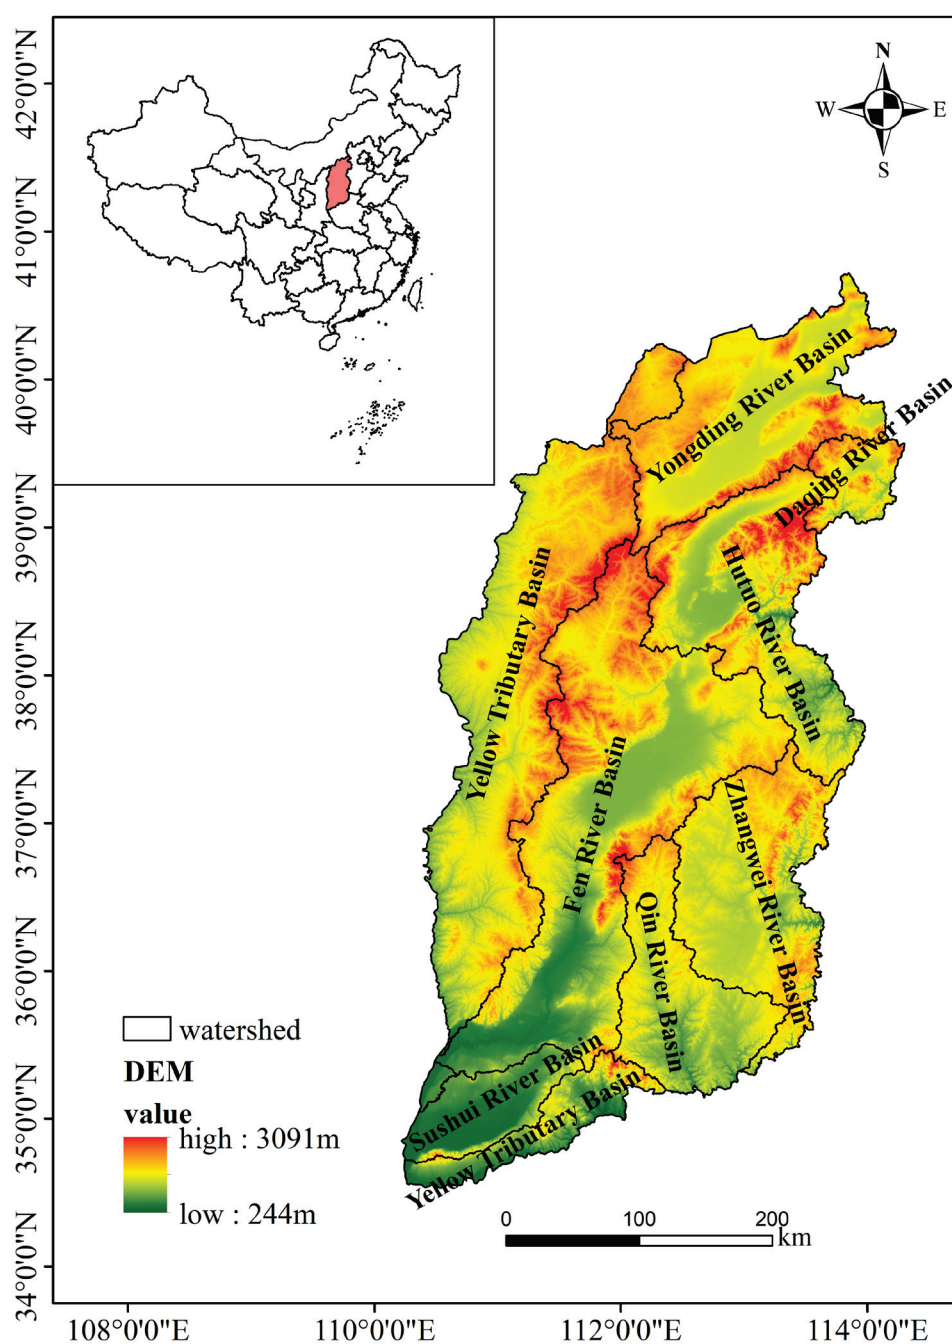 42°0'0"N
41°0'0"N
40°0'0"N
39°0'0"N
38°0'0"N
37°0'0"N
36°0'0"N
35°0'0"N
34°0'0"N
N
W E
S
Yongding River Basin
Daqing River Basin
Hutuo River Basin
Yellow Tributary Basin
Fen River Basin
Zhangwei River Basin
Qin River Basin
Sushui River Basin
Yellow Tributary Basin
watershed
DEM
value
high : 3091m
low : 244m
0 100 200
km
108°0'0"E 110°0'0"E 112°0'0"E 114°0'0"E